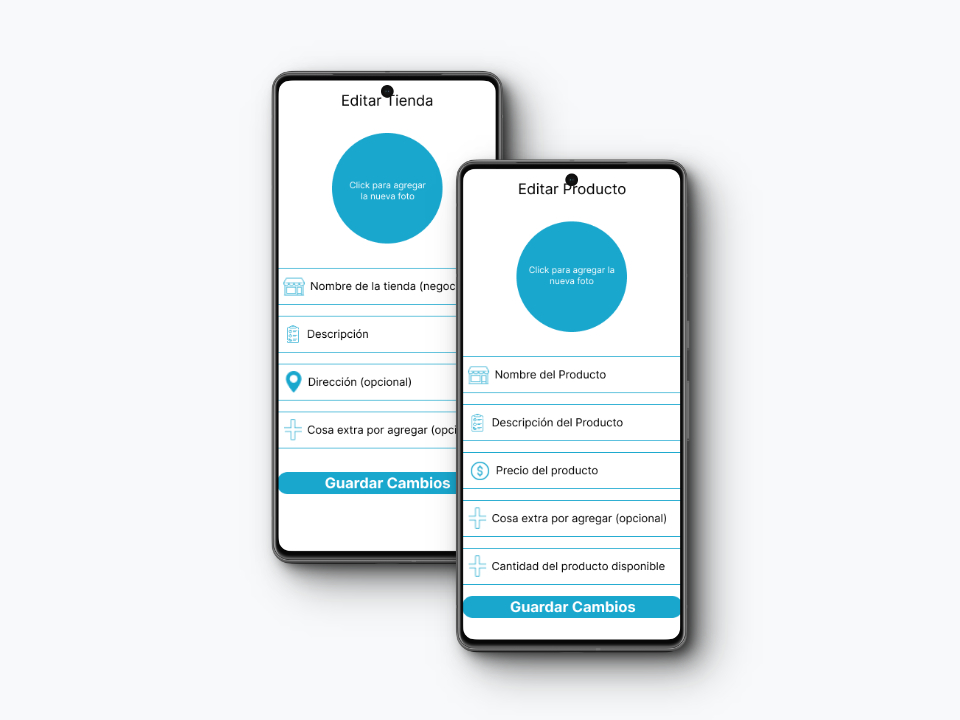 Editar Tienda
Click para agregar
la nueva foto
Nombre de la tienda (negoc
Descripción
Dirección (opcional)
Cosa extra por agregar (opci
Guardar Cambios
Editar Producto
Click para agregar la
nueva foto
Nombre del Producto
Descripción del Producto
Precio del producto
Cosa extra por agregar (opcional)
Cantidad del producto disponible
Guardar Cambios